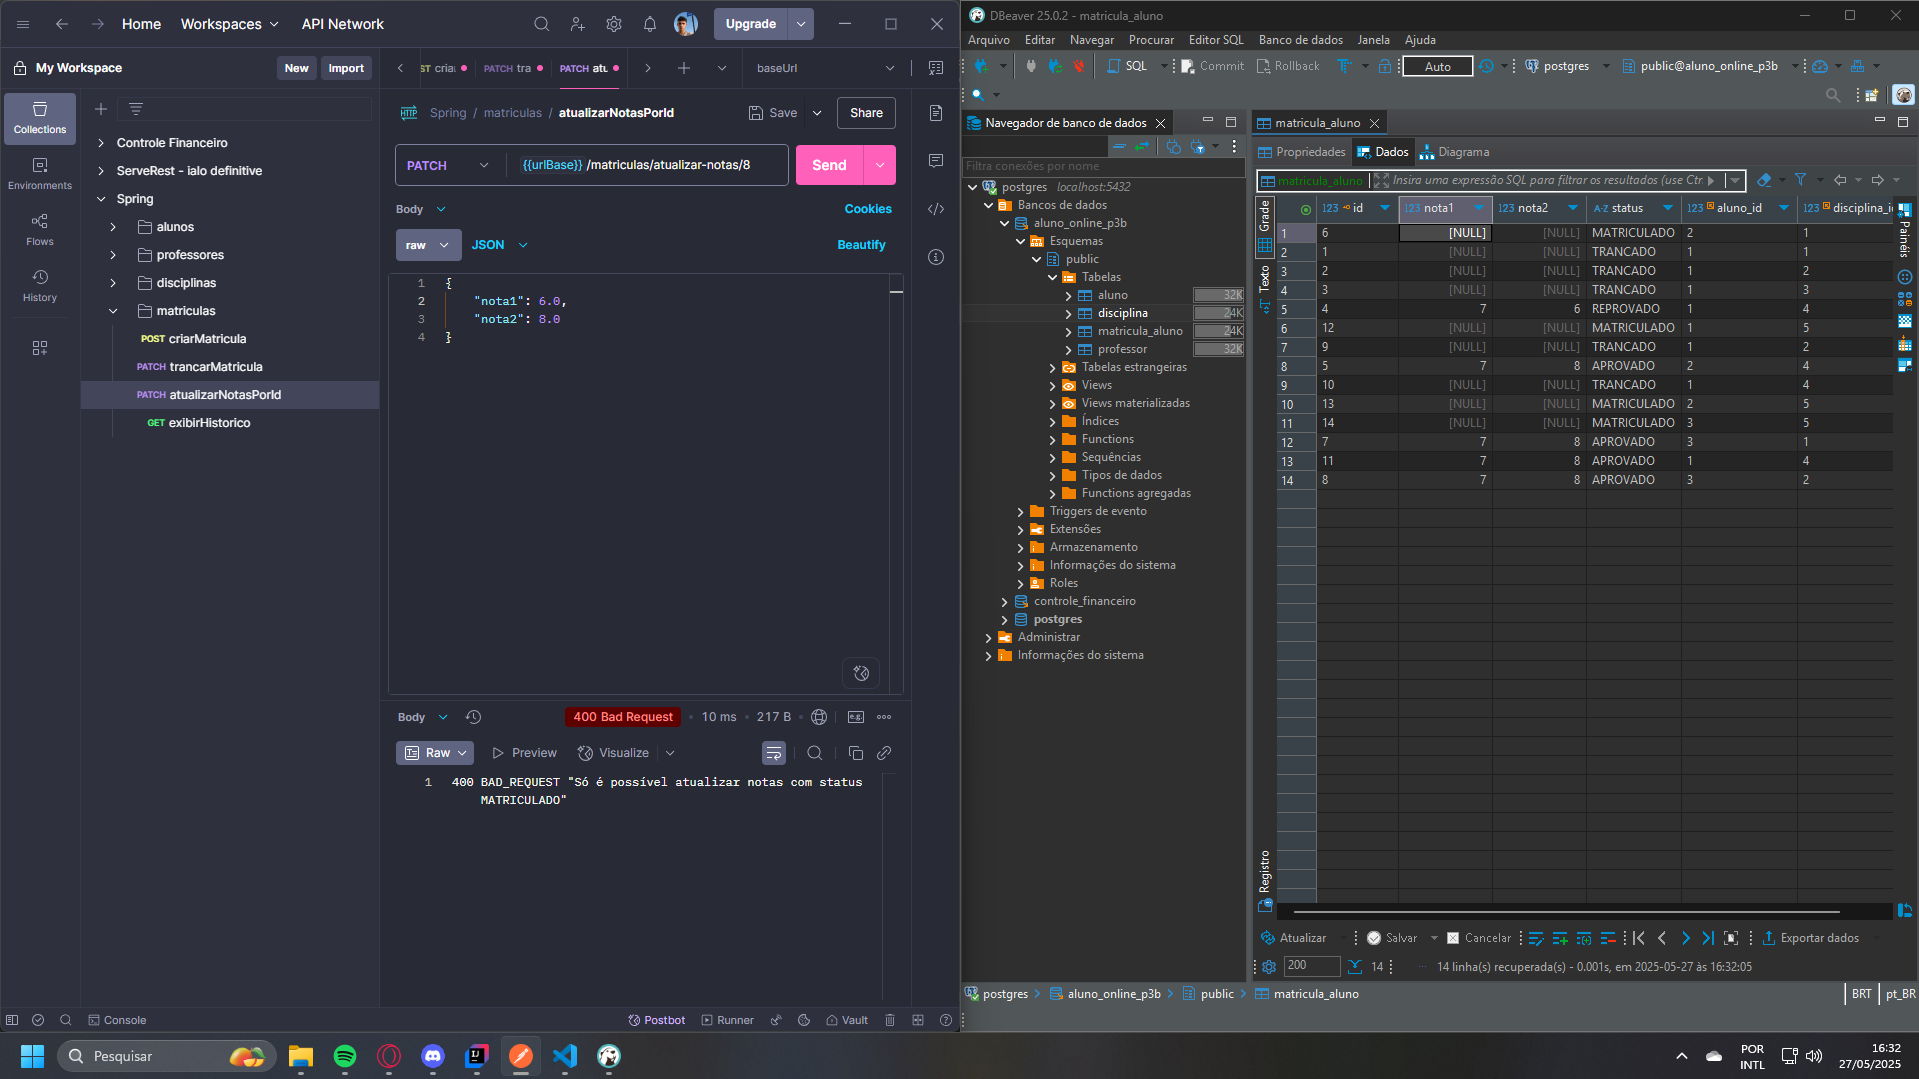 Home
Workspaces
API Network
Upgrade
My Workspace
New
Import
ST cria
PATCH tra
PATCH atu
baseUrl
Collections
Environments
Flows
History
Controle Financeiro
ServeRest - ialo definitive
Spring
alunos
professores
disciplinas
matriculas
POST criarMatricula
PATCH trancarMatricula
PATCH atualizarNotasPorId
GET exibirHistorico
HTTP Spring / matriculas / atualizarNotasPorId
Save
Share
PATCH
{{urlBase}} /matriculas/atualizar-notas/8
Send
Body
Cookies
raw
JSON
Beautify
1 {
2 "nota1": 6.0,
3 "nota2": 8.0
4 }
Body
400 Bad Request
10 ms
217 B
e.g.
Raw
Preview
Visualize
1 400 BAD_REQUEST "Só é possível atualizar notas com status
MATRICULADO"
Console
Postbot
Runner
Vault
DBeaver 25.0.2 - matricula_aluno
Arquivo Editar Navegar Procurar Editor SQL Banco de dados Janela Ajuda
SQL
Commit
Rollback
Auto
postgres
public@aluno_online_p3b
Navegador de banco de dados
Filtra conexões por nome
postgres localhost:5432
Bancos de dados
aluno_online_p3b
Esquemas
public
Tabelas
aluno 32K
disciplina 24K
matricula_aluno 24K
professor 32K
Tabelas estrangeiras
Views
Views materializadas
Índices
Functions
Sequências
Tipos de dados
Functions agregadas
Triggers de evento
Extensões
Armazenamento
Informações do sistema
Roles
controle_financeiro
postgres
Administrar
Informações do sistema
matricula_aluno
Propriedades
Dados
Diagrama
matricula_aluno
Insira uma expressão SQL para filtrar os resultados (use Ctr
Grade
Texto
Registro
Painéis
123 id 123 nota1 123 nota2 A-Z status 123 aluno_id 123 disciplina_i
1 6 [NULL] [NULL] MATRICULADO 2 1
2 1 [NULL] [NULL] TRANCADO 1 1
3 2 [NULL] [NULL] TRANCADO 1 2
4 3 [NULL] [NULL] TRANCADO 1 3
5 4 7 6 REPROVADO 1 4
6 12 [NULL] [NULL] MATRICULADO 1 5
7 9 [NULL] [NULL] TRANCADO 1 2
8 5 7 8 APROVADO 2 4
9 10 [NULL] [NULL] TRANCADO 1 4
10 13 [NULL] [NULL] MATRICULADO 2 5
11 14 [NULL] [NULL] MATRICULADO 3 5
12 7 7 8 APROVADO 3 1
13 11 7 8 APROVADO 1 4
14 8 7 8 APROVADO 3 2
Atualizar
Salvar
Cancelar
Exportar dados
200
14
14 linha(s) recuperada(s) - 0.001s, em 2025-05-27 às 16:32:05
postgres
aluno_online_p3b
public
matricula_aluno
BRT
pt_BR
Pesquisar
POR
INTL
16:32
27/05/2025